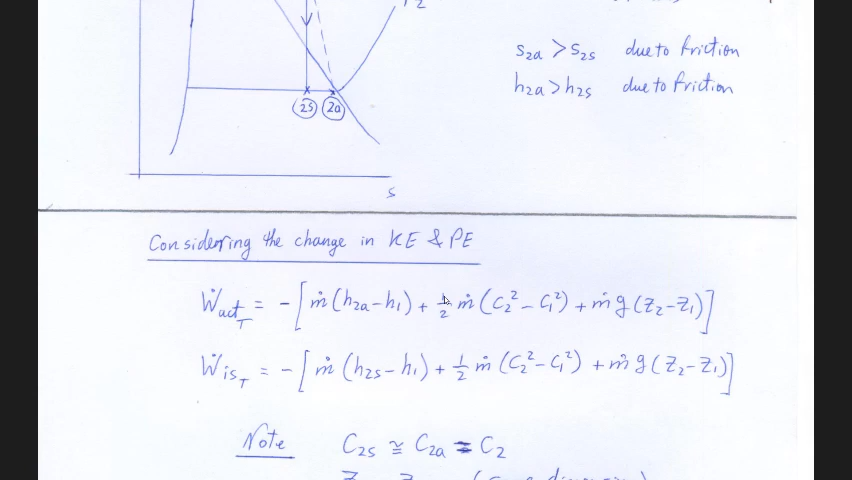 2
S2a > S2s due to friction
h2a > h2s due to friction
2s 2a
s
Considering the change in KE & PE
Ẇact_T = - [ ṁ (h2a - h1) + 1/2 ṁ (C2² - C1²) + ṁ g (Z2 - Z1) ]
Ẇis_T = - [ ṁ (h2s - h1) + 1/2 ṁ (C2² - C1²) + ṁ g (Z2 - Z1) ]
Note C2s ≅ C2a = C2